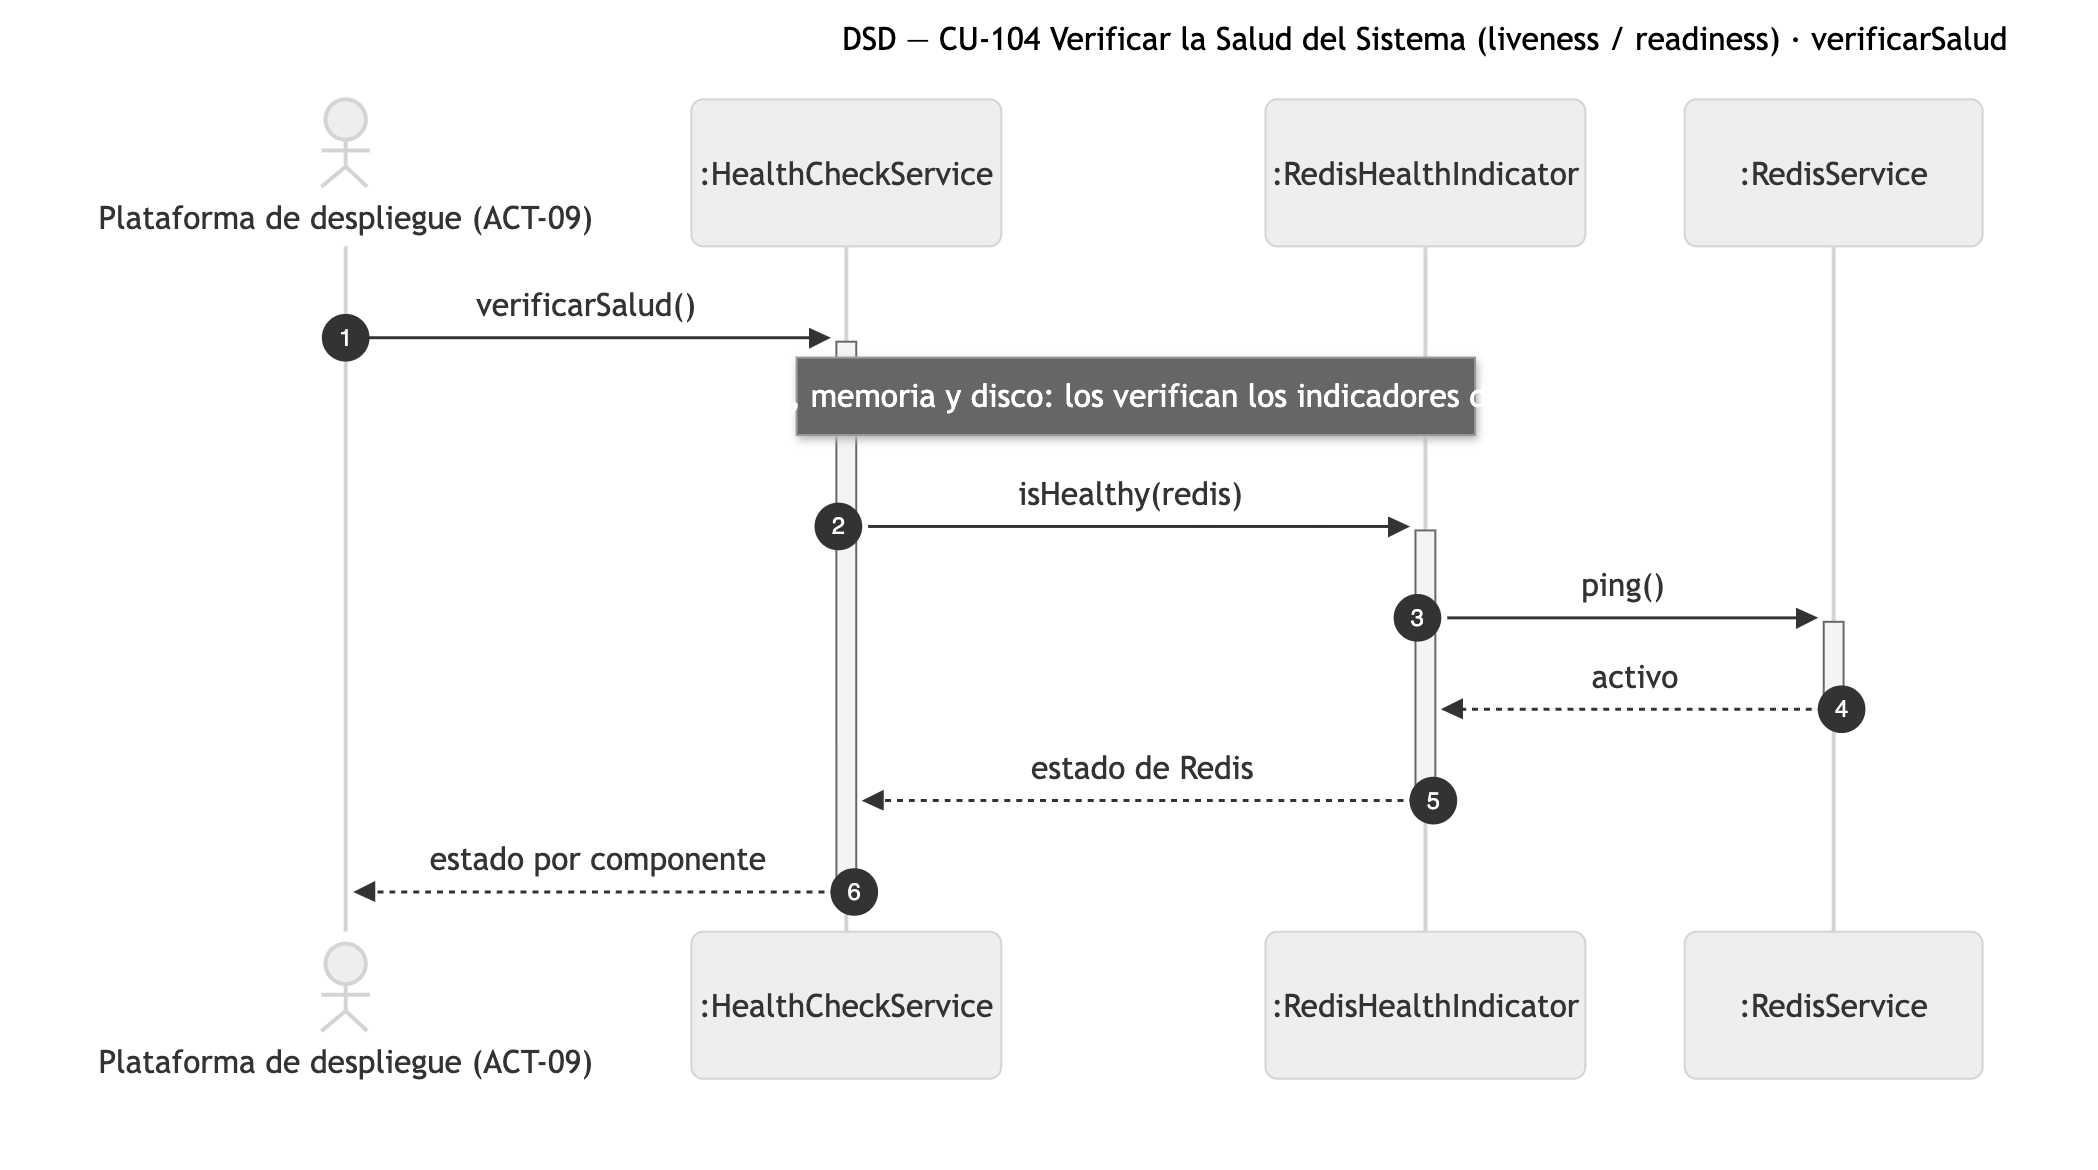 DSD — CU-104 Verificar la Salud del Sistema (liveness / readiness) · verificarSalud
Plataforma de despliegue (ACT-09)
:HealthCheckService
:RedisHealthIndicator
:RedisService
verificarSalud()
1
, memoria y disco: los verifican los indicadores
isHealthy(redis)
2
ping()
3
activo
4
estado de Redis
5
estado por componente
6
Plataforma de despliegue (ACT-09)
:HealthCheckService
:RedisHealthIndicator
:RedisService